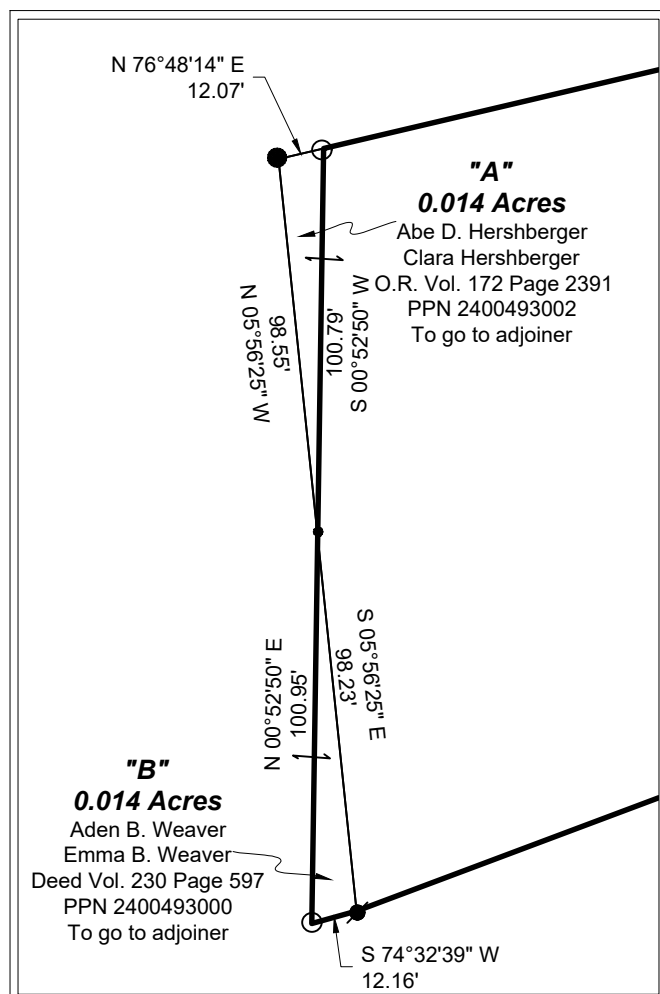 N 76°48'14" E
12.07'
"A"
0.014 Acres
Abe D. Hershberger
Clara Hershberger
O.R. Vol. 172 Page 2391
PPN 2400493002
To go to adjoiner
98.55'
N 05°56'25" W
100.79'
S 00°52'50" W
N 00°52'50" E
100.95'
S 05°56'25" E
98.23'
"B"
0.014 Acres
Aden B. Weaver
Emma B. Weaver
Deed Vol. 230 Page 597
PPN 2400493000
To go to adjoiner
S 74°32'39" W
12.16'